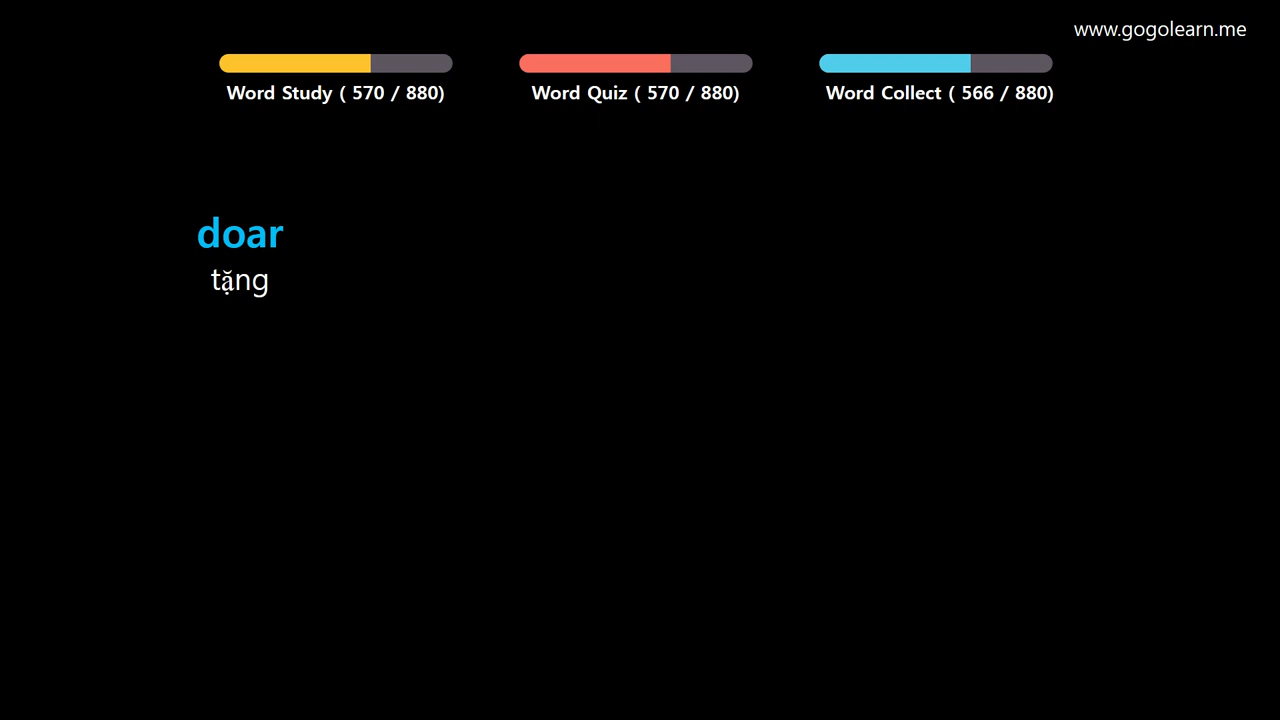 www.gogolearn.me
Word Study ( 570 / 880)
Word Quiz ( 570 / 880)
Word Collect ( 566 / 880)
doar
tặng